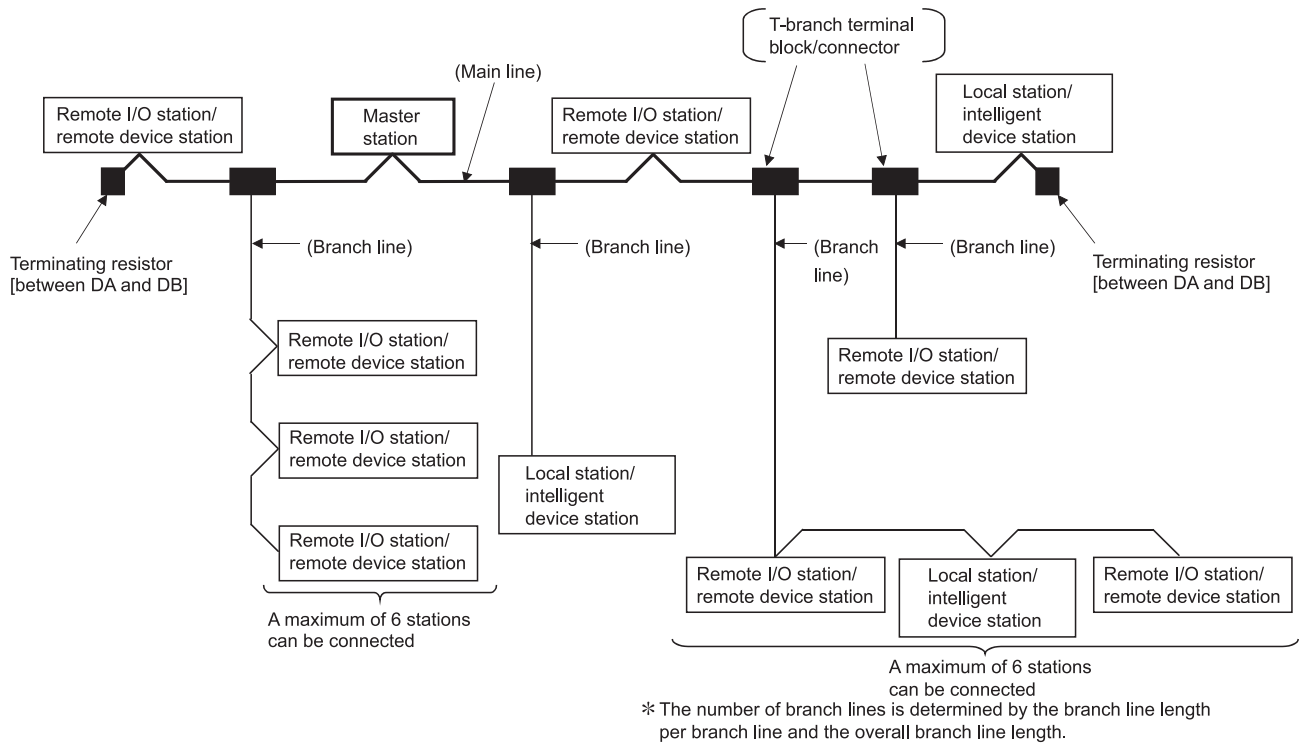 T-branch terminal
block/connector
(Main line)
Remote I/O station/
remote device station
Master
station
Remote I/O station/
remote device station
Local station/
intelligent
device station
(Branch line)
(Branch line)
(Branch
line)
(Branch line)
Terminating resistor
[between DA and DB]
Terminating resistor
[between DA and DB]
Remote I/O station/
remote device station
Remote I/O station/
remote device station
Remote I/O station/
remote device station
Local station/
intelligent
device station
Remote I/O station/
remote device station
Remote I/O station/
remote device station
Local station/
intelligent
device station
Remote I/O station/
remote device station
A maximum of 6 stations
can be connected
A maximum of 6 stations
can be connected
* The number of branch lines is determined by the branch line length
per branch line and the overall branch line length.